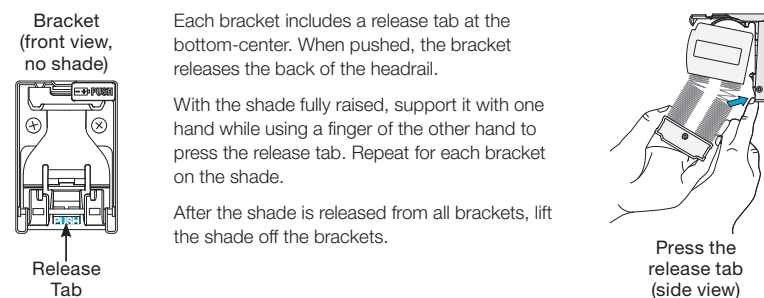 Bracket
(front view,
no shade)
PUSH
PUSH
Release
Tab
Each bracket includes a release tab at the
bottom-center. When pushed, the bracket
releases the back of the headrail.
With the shade fully raised, support it with one
hand while using a finger of the other hand to
press the release tab. Repeat for each bracket
on the shade.
After the shade is released from all brackets, lift
the shade off the brackets.
Press the
release tab
(side view)